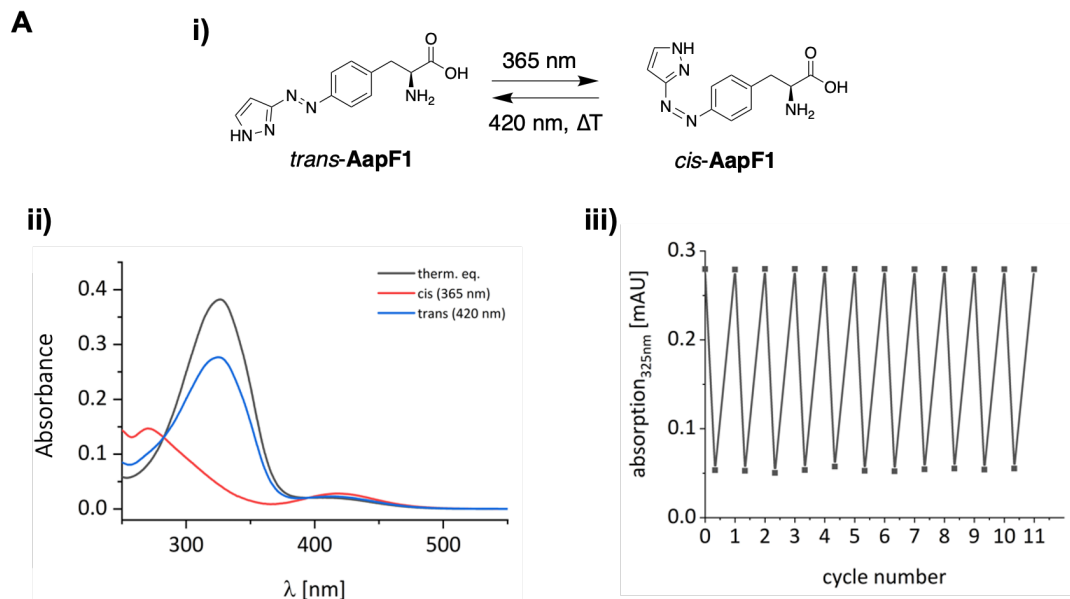 A
i)
O
OH
NH2
N
N
HN
N
trans-AapF1
365 nm
420 nm, ΔT
NH
N
O
OH
N
N
NH2
cis-AapF1
ii)
therm. eq.
cis (365 nm)
trans (420 nm)
Absorbance
0.4
0.3
0.2
0.1
0.0
300
400
500
λ [nm]
iii)
absorption325nm [mAU]
0.3
0.2
0.1
0.0
0 1 2 3 4 5 6 7 8 9 10 11
cycle number